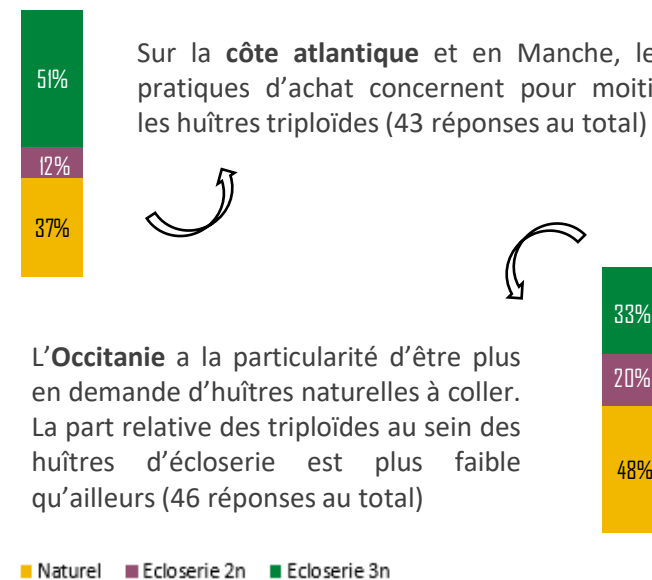 51%
12%
37%
Sur la côte atlantique et en Manche, le
pratiques d'achat concernent pour moiti
les huîtres triploïdes (43 réponses au total)
33%
20%
48%
L'Occitanie a la particularité d'être plus
en demande d'huîtres naturelles à coller.
La part relative des triploïdes au sein des
huîtres d'écloserie est plus faible
qu'ailleurs (46 réponses au total)
Naturel Ecloserie 2n Ecloserie 3n